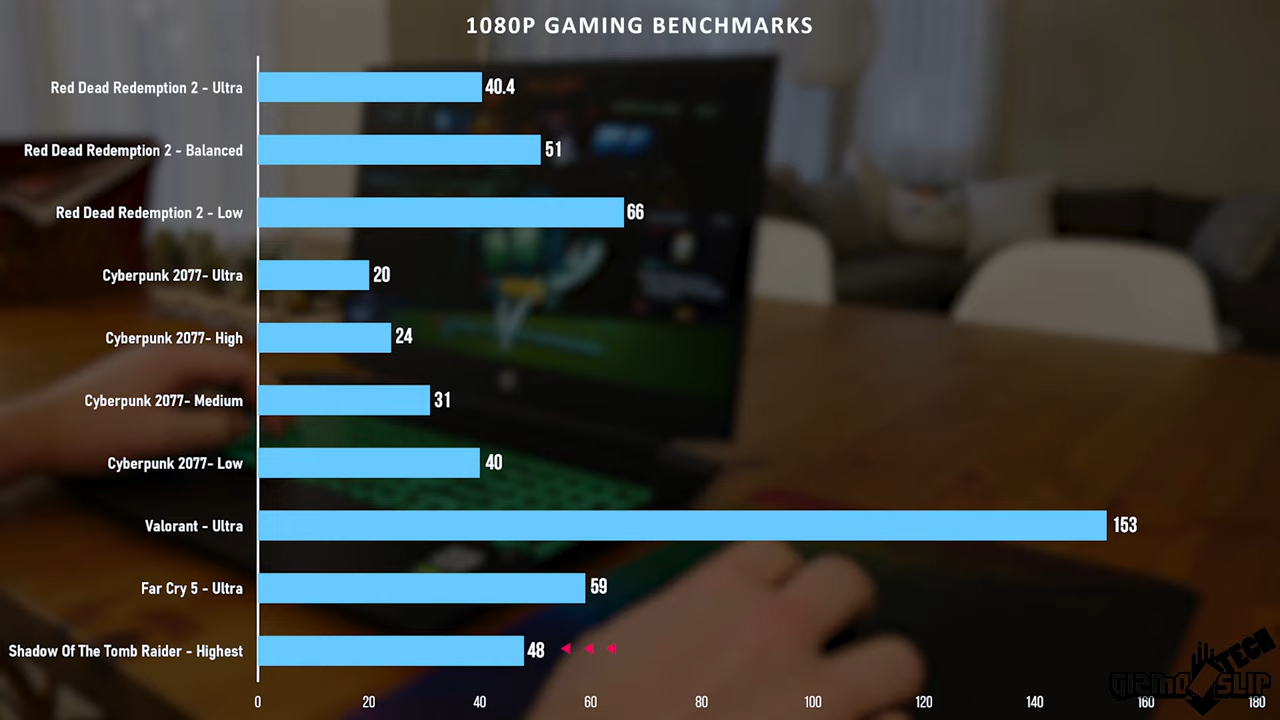 1080P GAMING BENCHMARKS
Red Dead Redemption 2 - Ultra 40.4
Red Dead Redemption 2 - Balanced 51
Red Dead Redemption 2 - Low 66
Cyberpunk 2077- Ultra 20
Cyberpunk 2077- High 24
Cyberpunk 2077- Medium 31
Cyberpunk 2077- Low 40
Valorant - Ultra 153
Far Cry 5 - Ultra 59
Shadow Of The Tomb Raider - Highest 48
0 20 40 60 80 100 120 140 160 180
GIZMO SLIP TECH